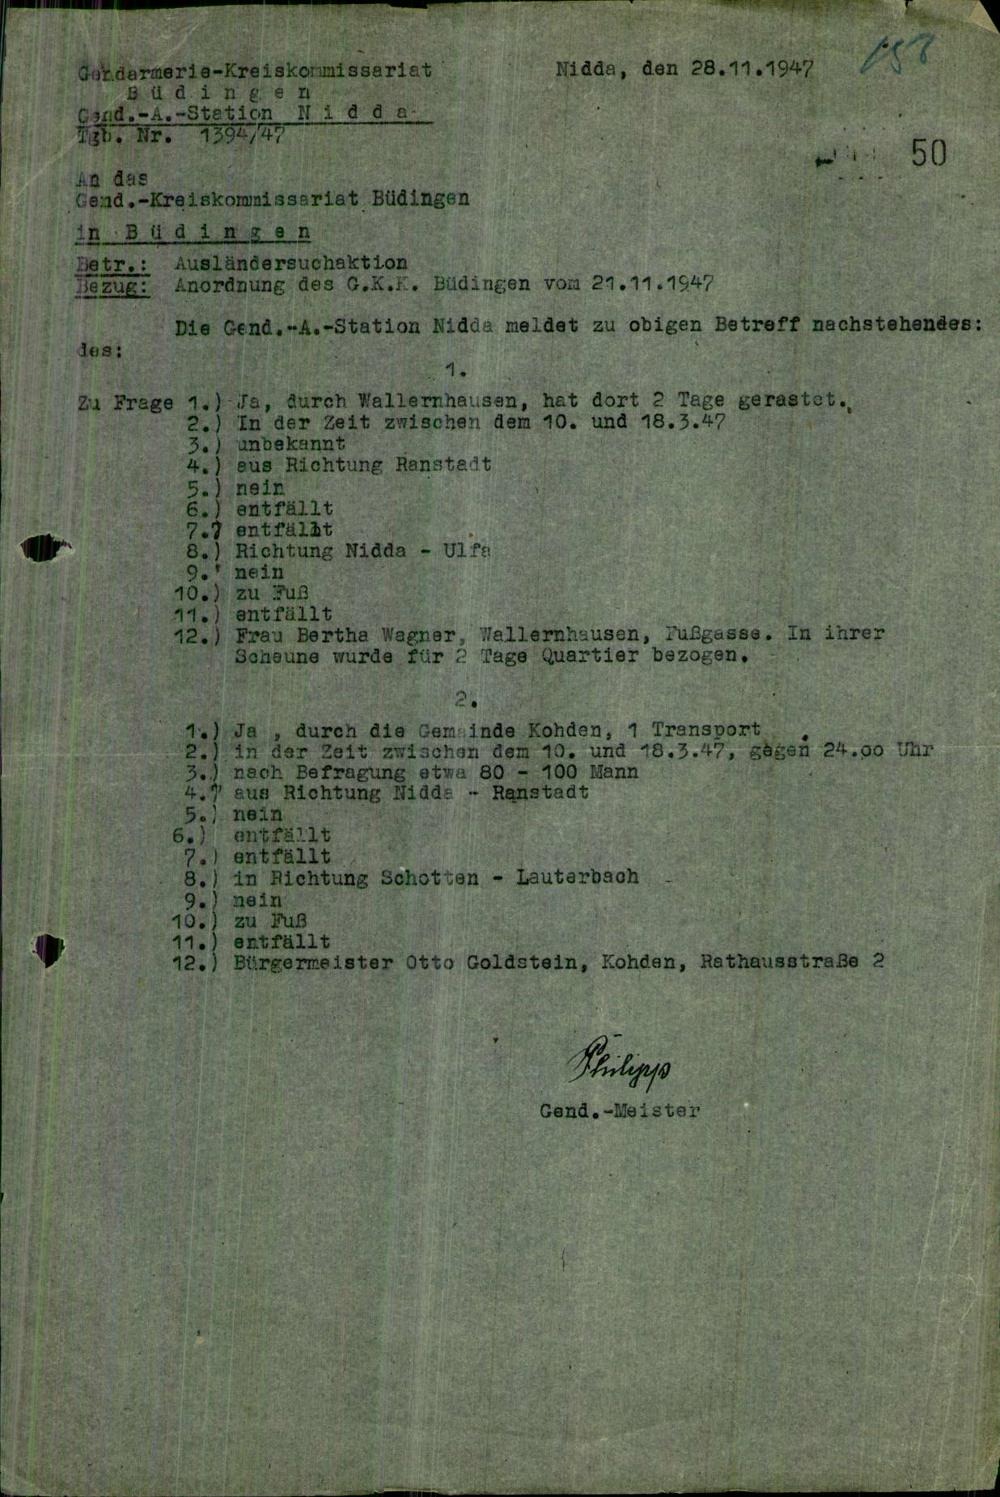 Gendarmerie-Kreiskommissariat
Nidda, den 28.11.1947
B ü d i n g e n
Gend.-A.-Station N i d d a
Tgb. Nr. 1394/47
50
An das
Gend.-Kreiskommissariat Büdingen
in B ü d i n g e n
Betr.: Ausländersuchaktion
Bezug: Anordnung des G.K.K. Büdingen vom 21.11.1947
Die Gend.-A.-Station Nidda meldet zu obigen Betreff nachstehendes:
des:
1.
Zu Frage 1.) Ja, durch Wallernhausen, hat dort 2 Tage gerastet.
2.) In der Zeit zwischen dem 10. und 18.3.47
3.) unbekannt
4.) aus Richtung Ranstadt
5.) nein
6.) entfällt
7.? entfällt
8.) Richtung Nidda - Ulfa
9.' nein
10.) zu Fuß
11.) entfällt
12.) Frau Bertha Wagner, Wallernhausen, Fußgasse. In ihrer
Scheune wurde für 2 Tage Quartier bezogen.
2.
1.) Ja , durch die Gemeinde Kohden, 1 Transport
2.) in der Zeit zwischen dem 10. und 18.3.47, gegen 24.oo Uhr
3.) nach Befragung etwa 80 - 100 Mann
4.? aus Richtung Nidda - Ranstadt
5.) nein
6.) entfällt
7.) entfällt
8.) in Richtung Schotten - Lauterbach
9.) nein
10.) zu Fuß
11.) entfällt
12.) Bürgermeister Otto Goldstein, Kohden, Rathausstraße 2
Philipp
Gend.-Meister